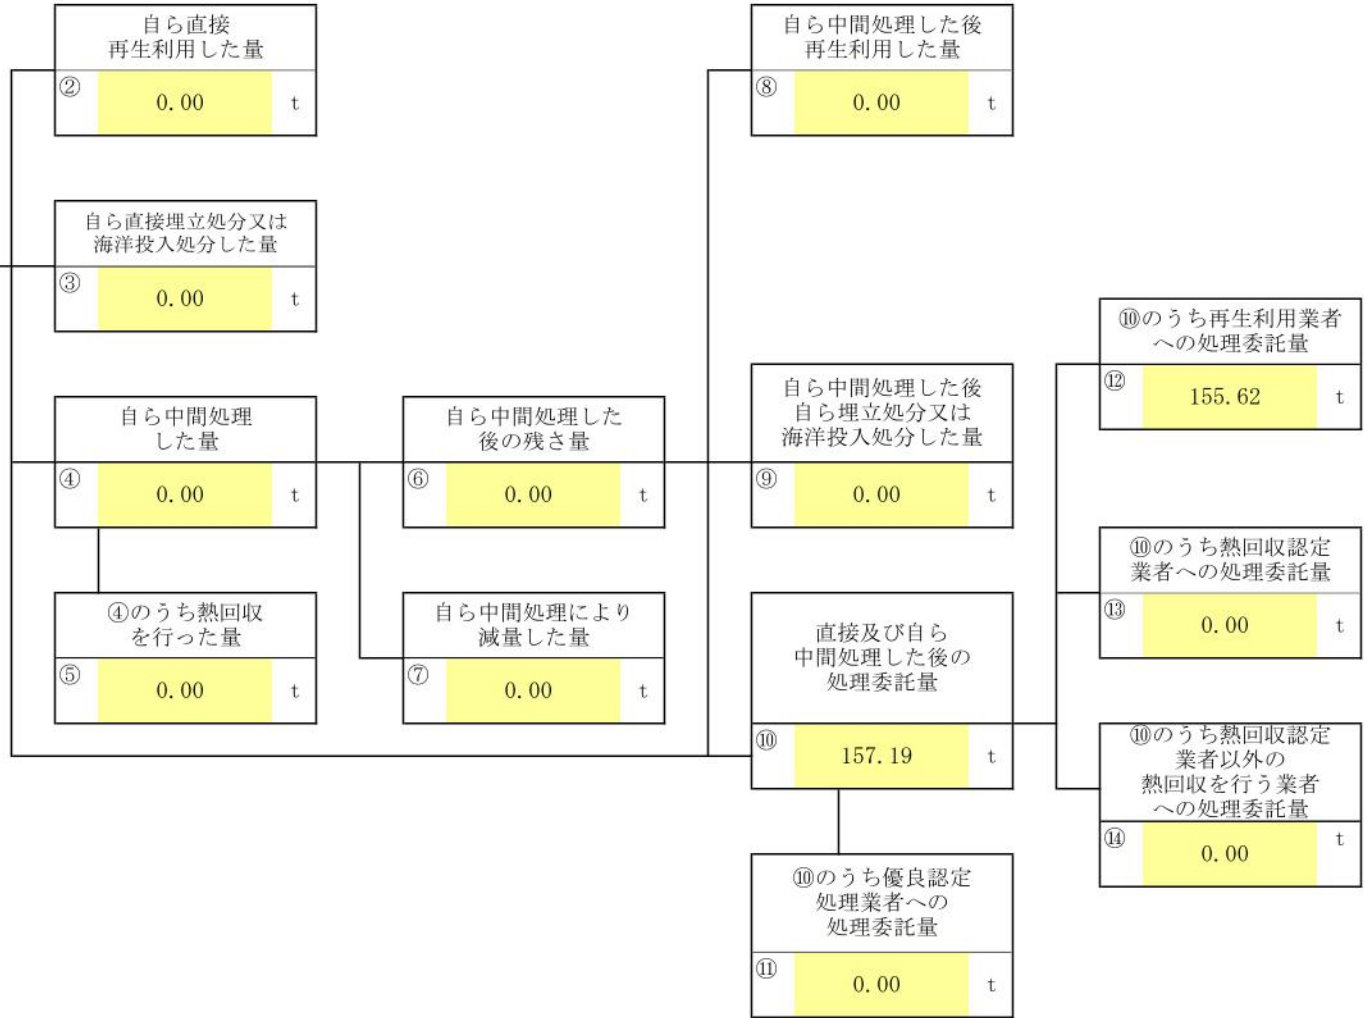 自ら直接
再生利用した量
② 0.00 t
自ら直接埋立処分又は
海洋投入処分した量
③ 0.00 t
自ら中間処理
した量
④ 0.00 t
④のうち熱回収
を行った量
⑤ 0.00 t
自ら中間処理した
後の残さ量
⑥ 0.00 t
自ら中間処理により
減量した量
⑦ 0.00 t
自ら中間処理した後
再生利用した量
⑧ 0.00 t
自ら中間処理した後
自ら埋立処分又は
海洋投入処分した量
⑨ 0.00 t
直接及び自ら
中間処理した後の
処理委託量
⑩ 157.19 t
⑩のうち優良認定
処理業者への
処理委託量
⑪ 0.00 t
⑩のうち再生利用業者
への処理委託量
⑫ 155.62 t
⑩のうち熱回収認定
業者への処理委託量
⑬ 0.00 t
⑩のうち熱回収認定
業者以外の
熱回収を行う業者
への処理委託量
⑭ 0.00 t